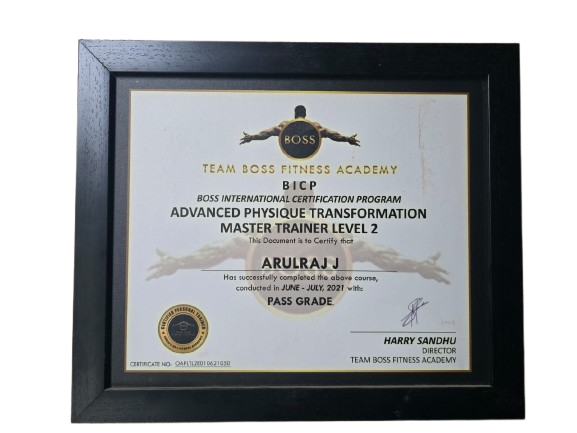 BOSS
TEAM BOSS FITNESS ACADEMY
BICP
BOSS INTERNATIONAL CERTIFICATION PROGRAM
ADVANCED PHYSIQUE TRANSFORMATION
MASTER TRAINER LEVEL 2
This Document is to Certify that
ARULRAJ J
Has successfully completed the above course,
conducted in JUNE - JULY, 2021 with:
PASS GRADE
CERTIFIED PERSONAL TRAINER
HARRY SANDHU
DIRECTOR
TEAM BOSS FITNESS ACADEMY
CERTIFICATE NO: